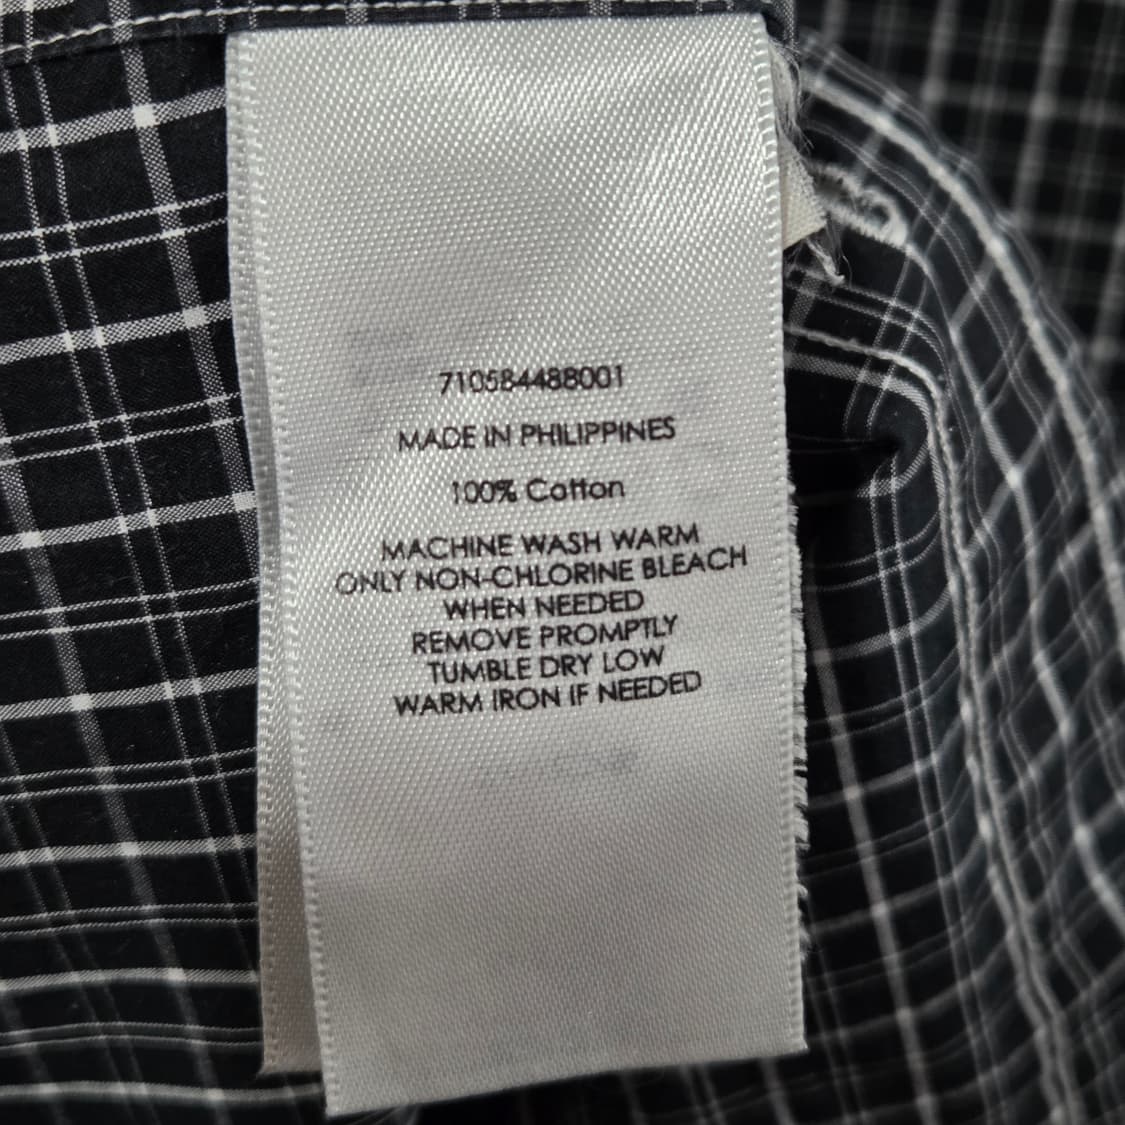 710584488001
MADE IN PHILIPPINES
100% Cotton
MACHINE WASH WARM
ONLY NON-CHLORINE BLEACH
WHEN NEEDED
REMOVE PROMPTLY
TUMBLE DRY LOW
WARM IRON IF NEEDED